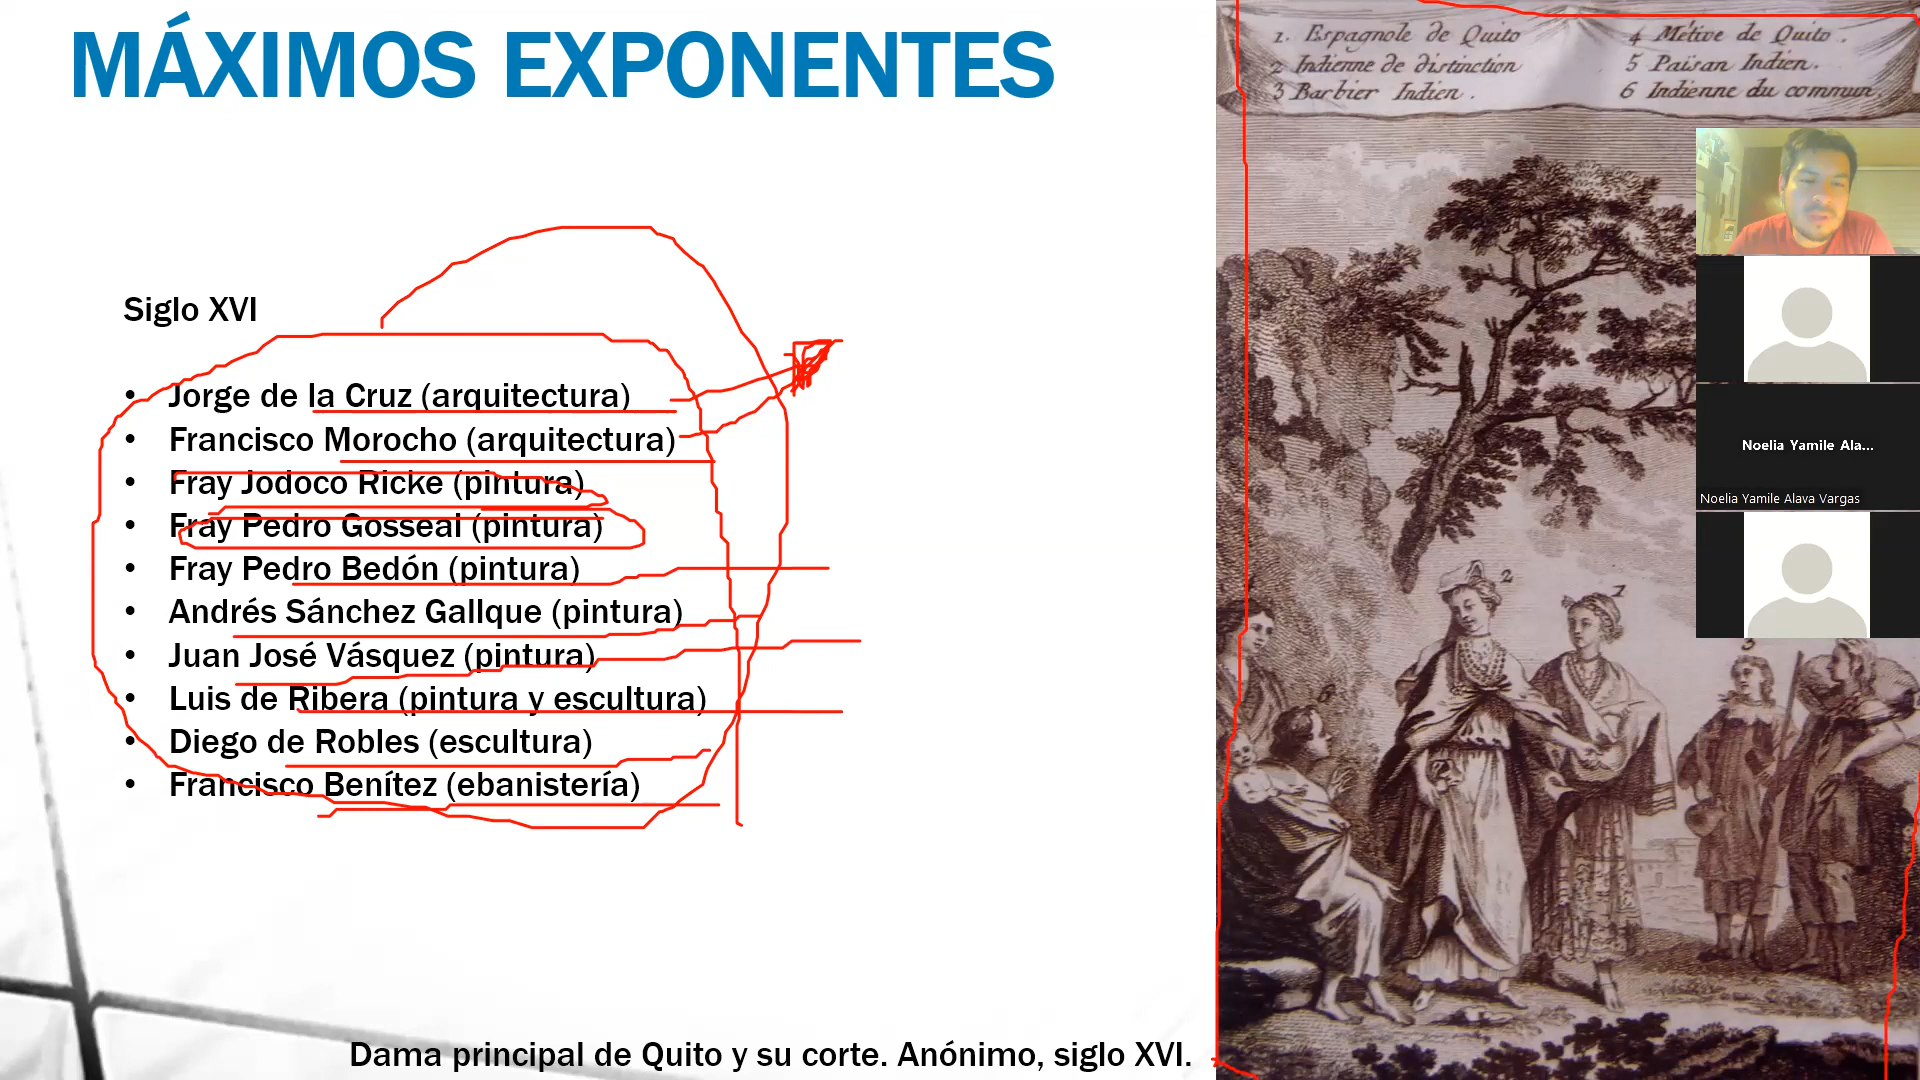 MÁXIMOS EXPONENTES
Siglo XVI
• Jorge de la Cruz (arquitectura)
• Francisco Morocho (arquitectura)
• Fray Jodoco Ricke (pintura)
• Fray Pedro Gosseal (pintura)
• Fray Pedro Bedón (pintura)
• Andrés Sánchez Gallque (pintura)
• Juan José Vásquez (pintura)
• Luis de Ribera (pintura y escultura)
• Diego de Robles (escultura)
• Francisco Benítez (ebanistería)
Dama principal de Quito y su corte. Anónimo, siglo XVI.
1. Espagnole de Quito
2 Indienne de distinction
3 Barbier Indien.
4 Métive de Quito.
5 Païsan Indien.
6 Indienne du commun.
Noelia Yamile Ala...
Noelia Yamile Alava Vargas
2
1